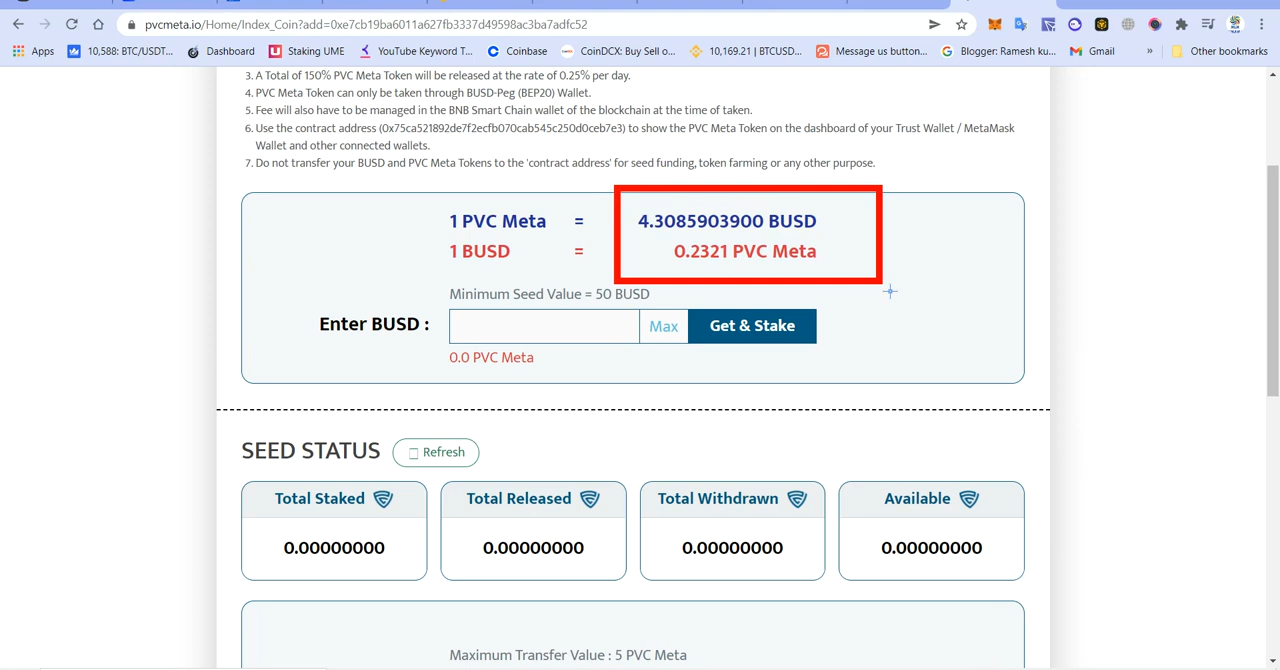 pvcmeta.io/Home/Index_Coin?add=0xe7cb19ba6011a627fb3337d49598ac3ba7adfc52
Apps 10,588: BTC/USDT... Dashboard Staking UME YouTube Keyword T... Coinbase CoinDCX: Buy Sell o... 10,169.21 | BTCUSD... Message us button... Blogger: Ramesh ku... Gmail » Other bookmarks
3. A Total of 150% PVC Meta Token will be released at the rate of 0.25% per day.
4. PVC Meta Token can only be taken through BUSD-Peg (BEP20) Wallet.
5. Fee will also have to be managed in the BNB Smart Chain wallet of the blockchain at the time of taken.
6. Use the contract address (0x75ca521892de7f2ecfb070cab545c250d0ceb7e3) to show the PVC Meta Token on the dashboard of your Trust Wallet / MetaMask
Wallet and other connected wallets.
7. Do not transfer your BUSD and PVC Meta Tokens to the 'contract address' for seed funding, token farming or any other purpose.
1 PVC Meta = 4.3085903900 BUSD
1 BUSD = 0.2321 PVC Meta
Minimum Seed Value = 50 BUSD
Enter BUSD : Max Get & Stake
0.0 PVC Meta
SEED STATUS Refresh
Total Staked Total Released Total Withdrawn Available
0.00000000 0.00000000 0.00000000 0.00000000
Maximum Transfer Value : 5 PVC Meta